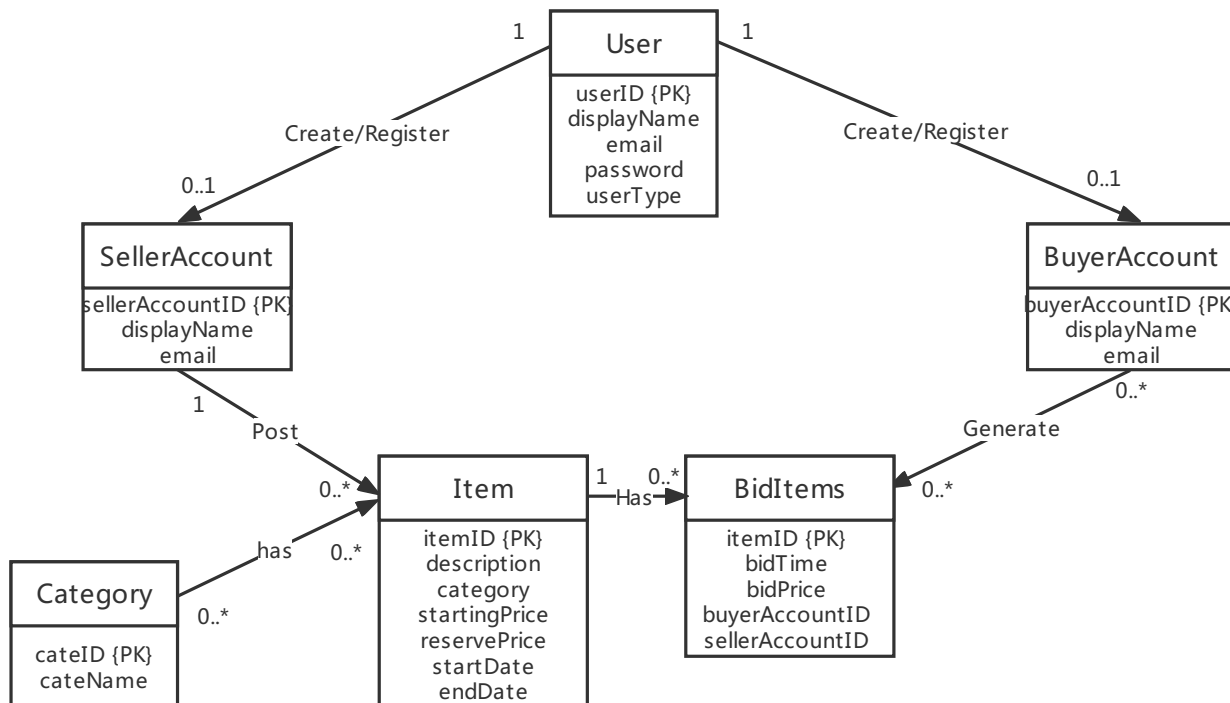 User
userID {PK}
displayName
email
password
userType
1
1
Create/Register
Create/Register
0..1
0..1
SellerAccount
sellerAccountID {PK}
displayName
email
BuyerAccount
buyerAccountID {PK
displayName
email
1
Post
0..*
0..*
Generate
0..*
Item
itemID {PK}
description
category
startingPrice
reservePrice
startDate
endDate
1
Has
0..*
BidItems
itemID {PK}
bidTime
bidPrice
buyerAccountID
sellerAccountID
has
0..*
0..*
Category
cateID {PK}
cateName